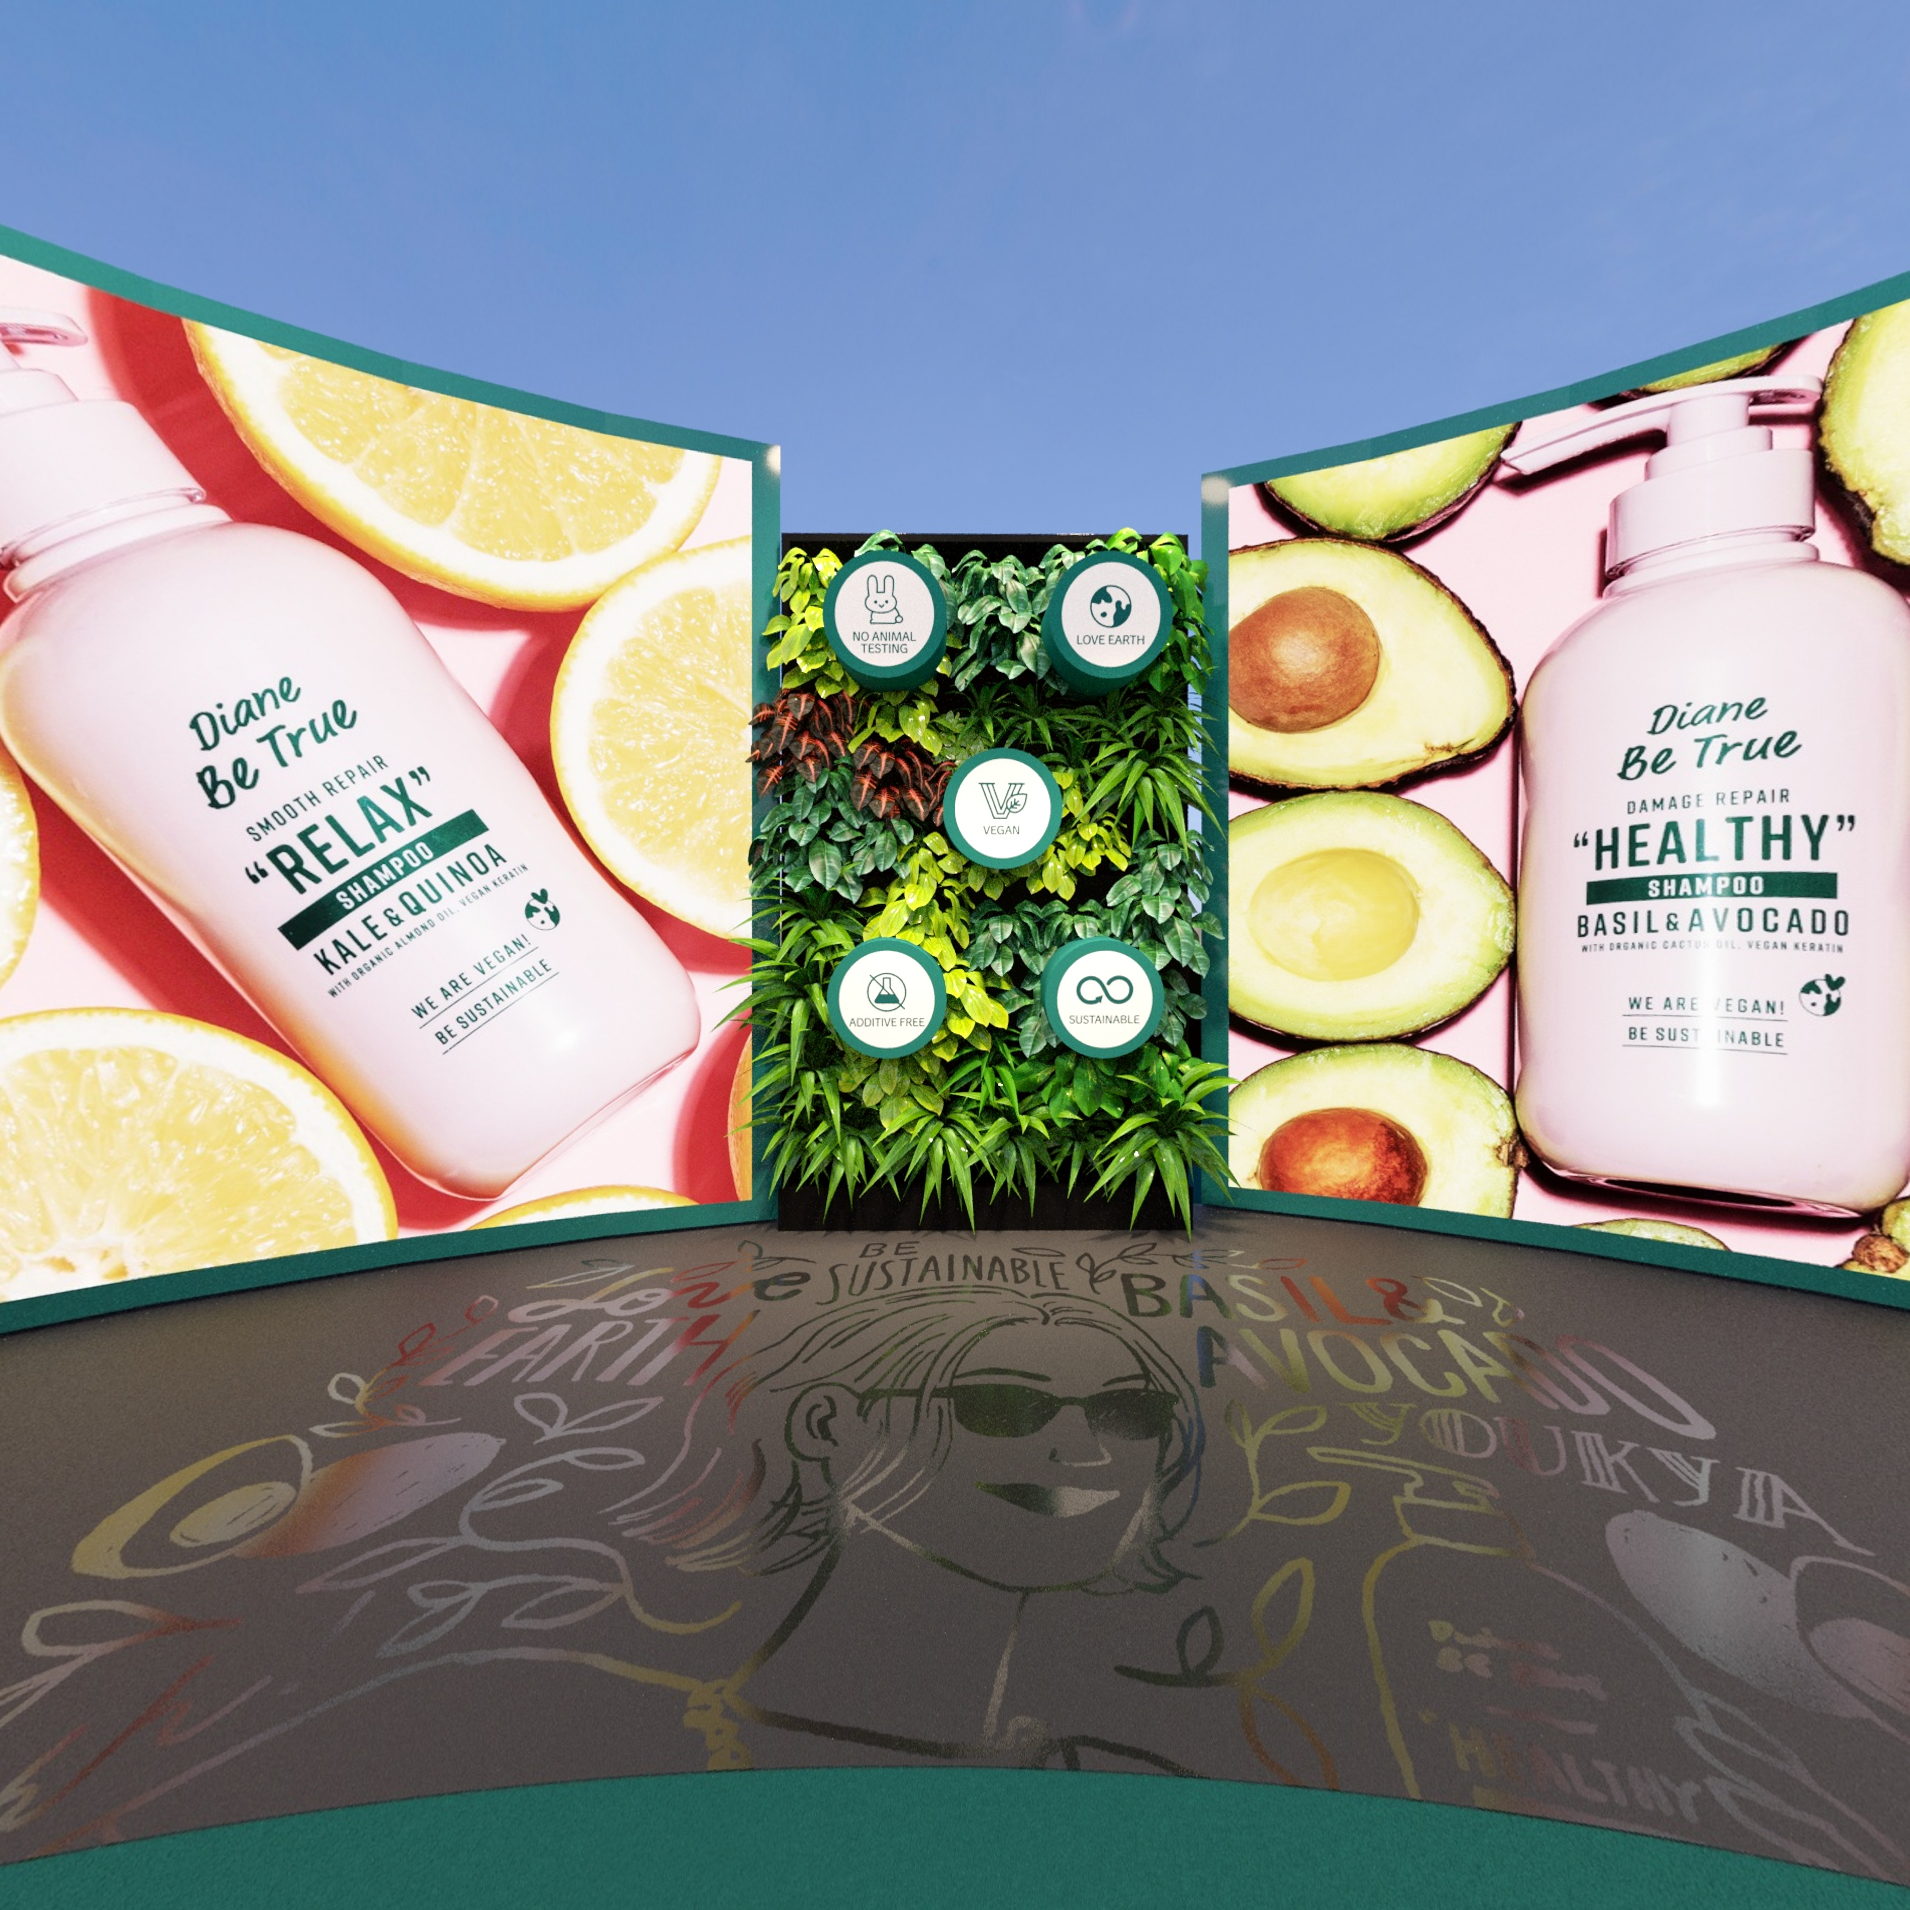 Diane
Be True
SMOOTH REPAIR
“RELAX”
SHAMPOO
KALE&QUINOA
WITH ORGANIC ALMOND OIL, VEGAN KERATIN
WE ARE VEGAN!
BE SUSTAINABLE
NO ANIMAL
TESTING
LOVE EARTH
VEGAN
ADDITIVE FREE
SUSTAINABLE
Diane
Be True
DAMAGE REPAIR
“HEALTHY”
SHAMPOO
BASIL&AVOCADO
WITH ORGANIC CACTUS OIL, VEGAN KERATIN
WE ARE VEGAN!
BE SUSTAINABLE
Love
EARTH
BE
SUSTAINABLE
BASIL&
AVOCADO
YOUKYIA
HEALTHY